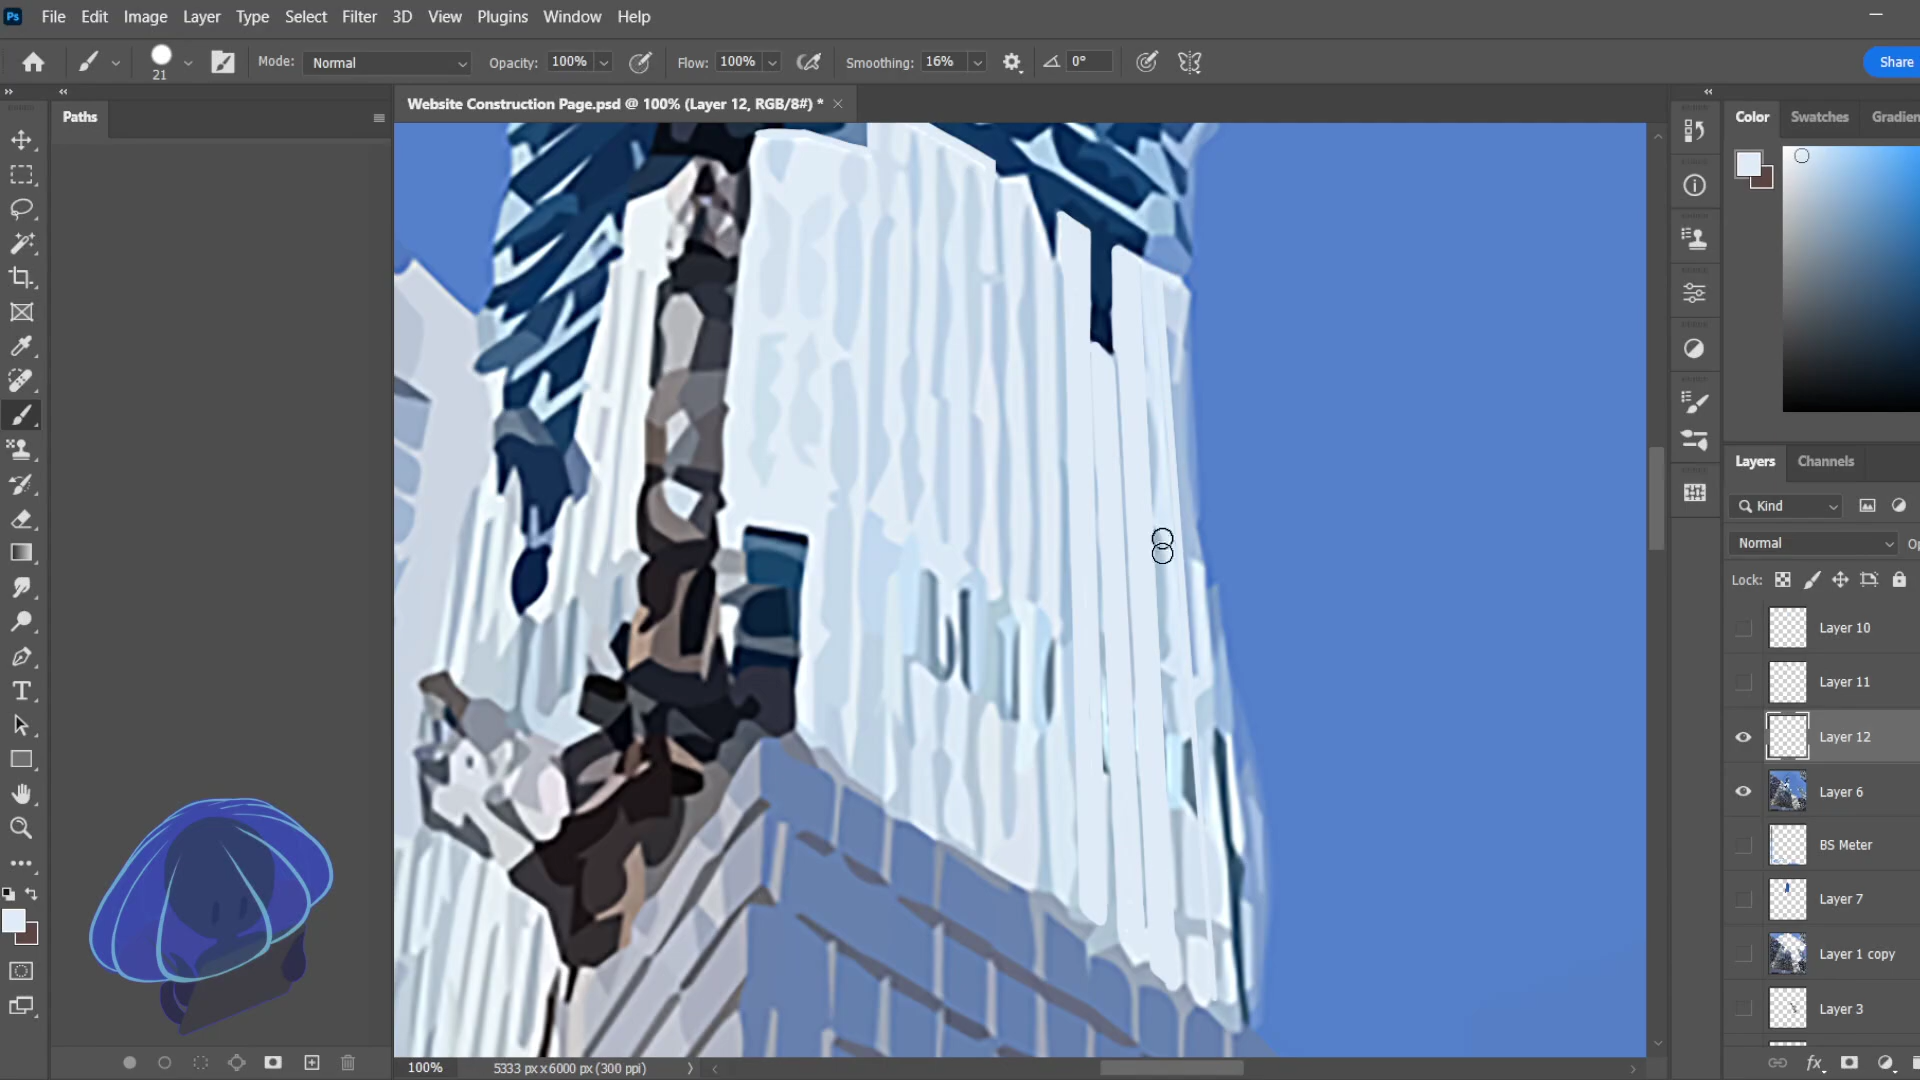 Ps File Edit Image Layer Type Select Filter 3D View Plugins Window Help
21 Mode: Normal Opacity: 100% Flow: 100% Smoothing: 16% 0° Share
Paths
Website Construction Page.psd @ 100% (Layer 12, RGB/8#) *
Color Swatches
Layers Channels
Kind
Normal
Lock:
Layer 10
Layer 11
Layer 12
Layer 6
BS Meter
Layer 7
Layer 1 copy
Layer 3
fx
100% 5333 px x 6000 px (300 ppi)